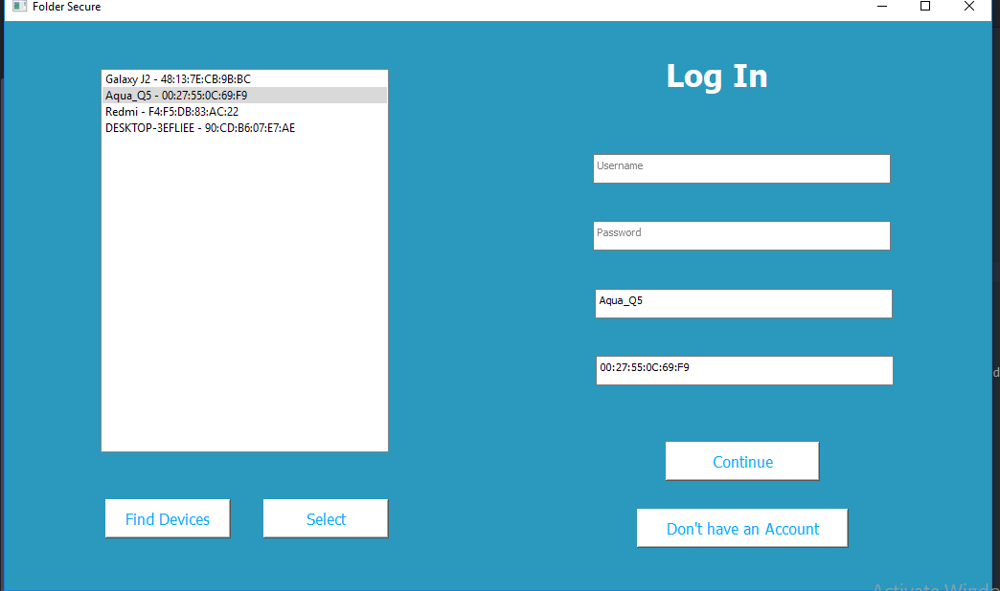 Folder Secure
Galaxy J2 - 48:13:7E:CB:9B:BC
Aqua_Q5 - 00:27:55:0C:69:F9
Redmi - F4:F5:DB:83:AC:22
DESKTOP-3EFLIEE - 90:CD:B6:07:E7:AE
Find Devices
Select
Log In
Username
Password
Aqua_Q5
00:27:55:0C:69:F9
Continue
Don't have an Account
d
Activate Windo